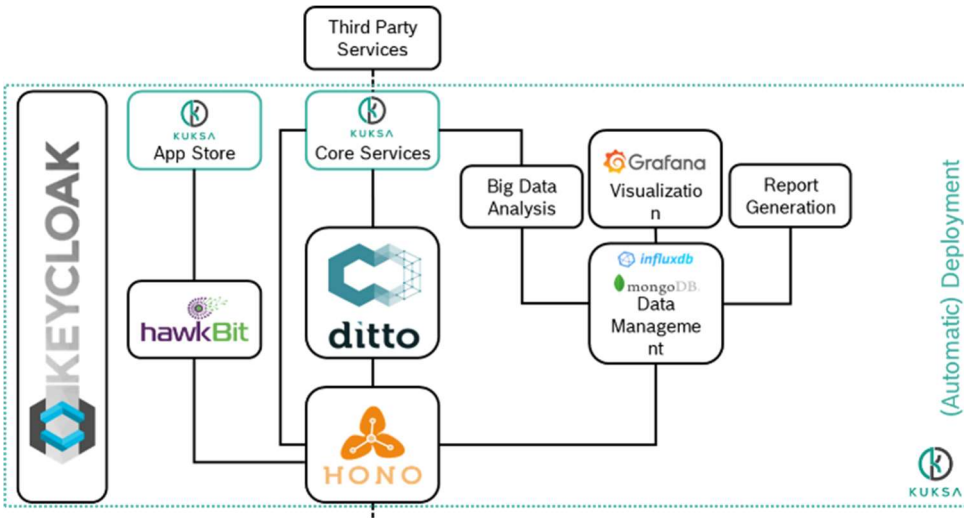 Third Party
Services
KEYCLOAK
KUKSA
App Store
KUKSA
Core Services
Big Data
Analysis
Grafana
Visualizatio
n
Report
Generation
influxdb
mongoDB.
Data
Manageme
nt
hawkBit
ditto
HONO
(Automatic) Deployment
KUKSA